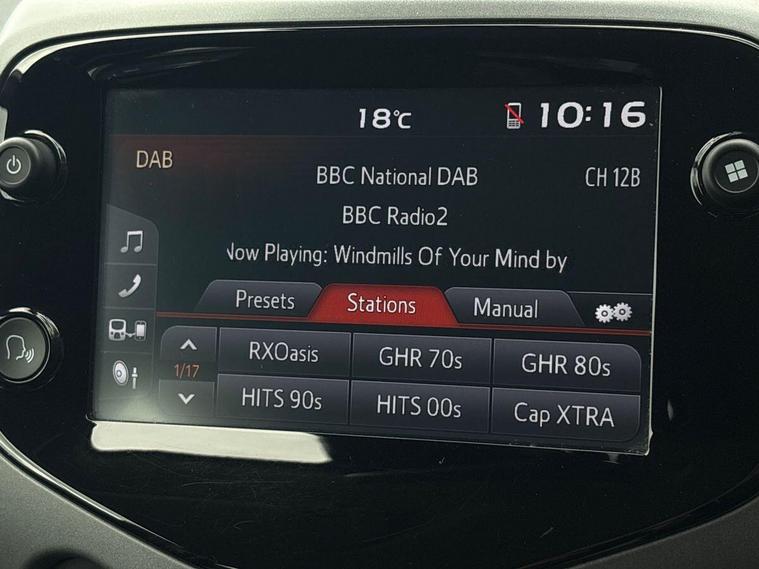 18°C 10:16
DAB
BBC National DAB CH 12B
BBC Radio2
Now Playing: Windmills Of Your Mind by
Presets Stations Manual
1/17
RXOasis GHR 70s GHR 80s
HITS 90s HITS 00s Cap XTRA